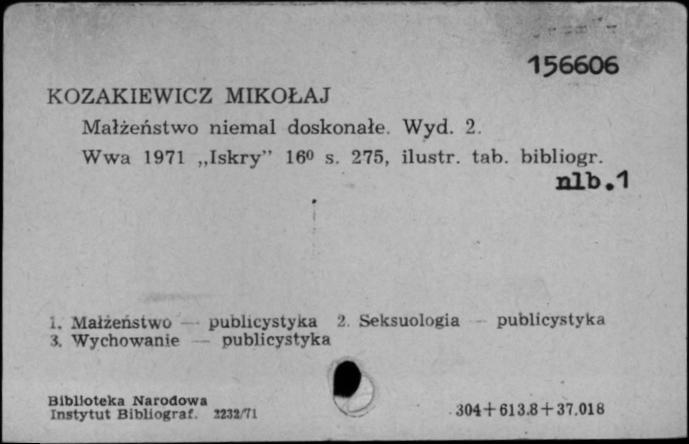 156606
KOZAKIEWICZ MIKOŁAJ
Małżeństwo niemal doskonałe. Wyd. 2.
Wwa 1971 „Iskry” 16⁰ s. 275, ilustr. tab. bibliogr.
nlb.1
1. Małżeństwo — publicystyka 2. Seksuologia — publicystyka
3. Wychowanie — publicystyka
Biblioteka Narodowa
Instytut Bibliograf. 2232/71
304+613.8+37.018